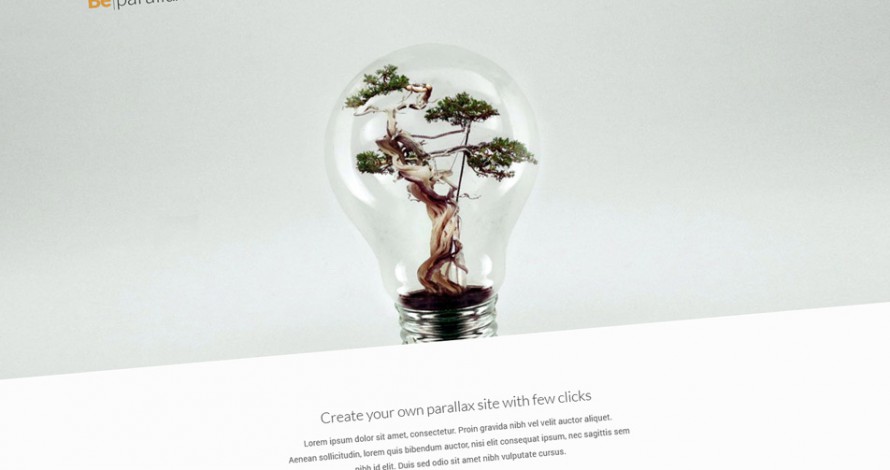 Be
Create your own parallax site with few clicks
Lorem ipsum dolor sit amet, consectetur. Proin gravida nibh vel velit auctor aliquet.
Aenean sollicitudin, lorem quis bibendum auctor, nisi elit consequat ipsum, nec sagittis sem
nibh id elit. Duis sed odio sit amet nibh vulputate cursus.